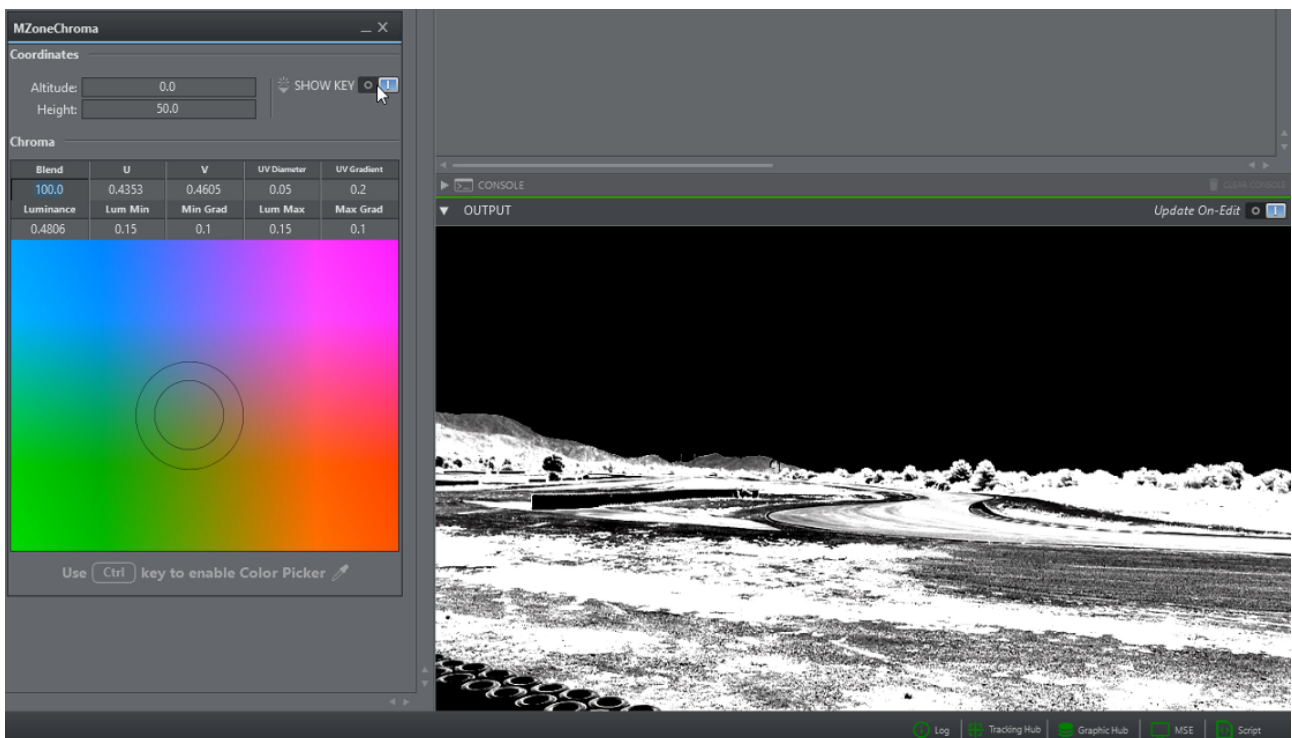 MZoneChroma
Coordinates
Altitude: 0.0
SHOW KEY
Height: 50.0
Chroma
Blend U V UV Diameter UV Gradient
100.0 0.4353 0.4605 0.05 0.2
Luminance Lum Min Min Grad Lum Max Max Grad
0.4806 0.15 0.1 0.15 0.1
Use Ctrl key to enable Color Picker
CONSOLE
CLEAR CONSOLE
OUTPUT
Update On-Edit
Log Tracking Hub Graphic Hub MSE Script